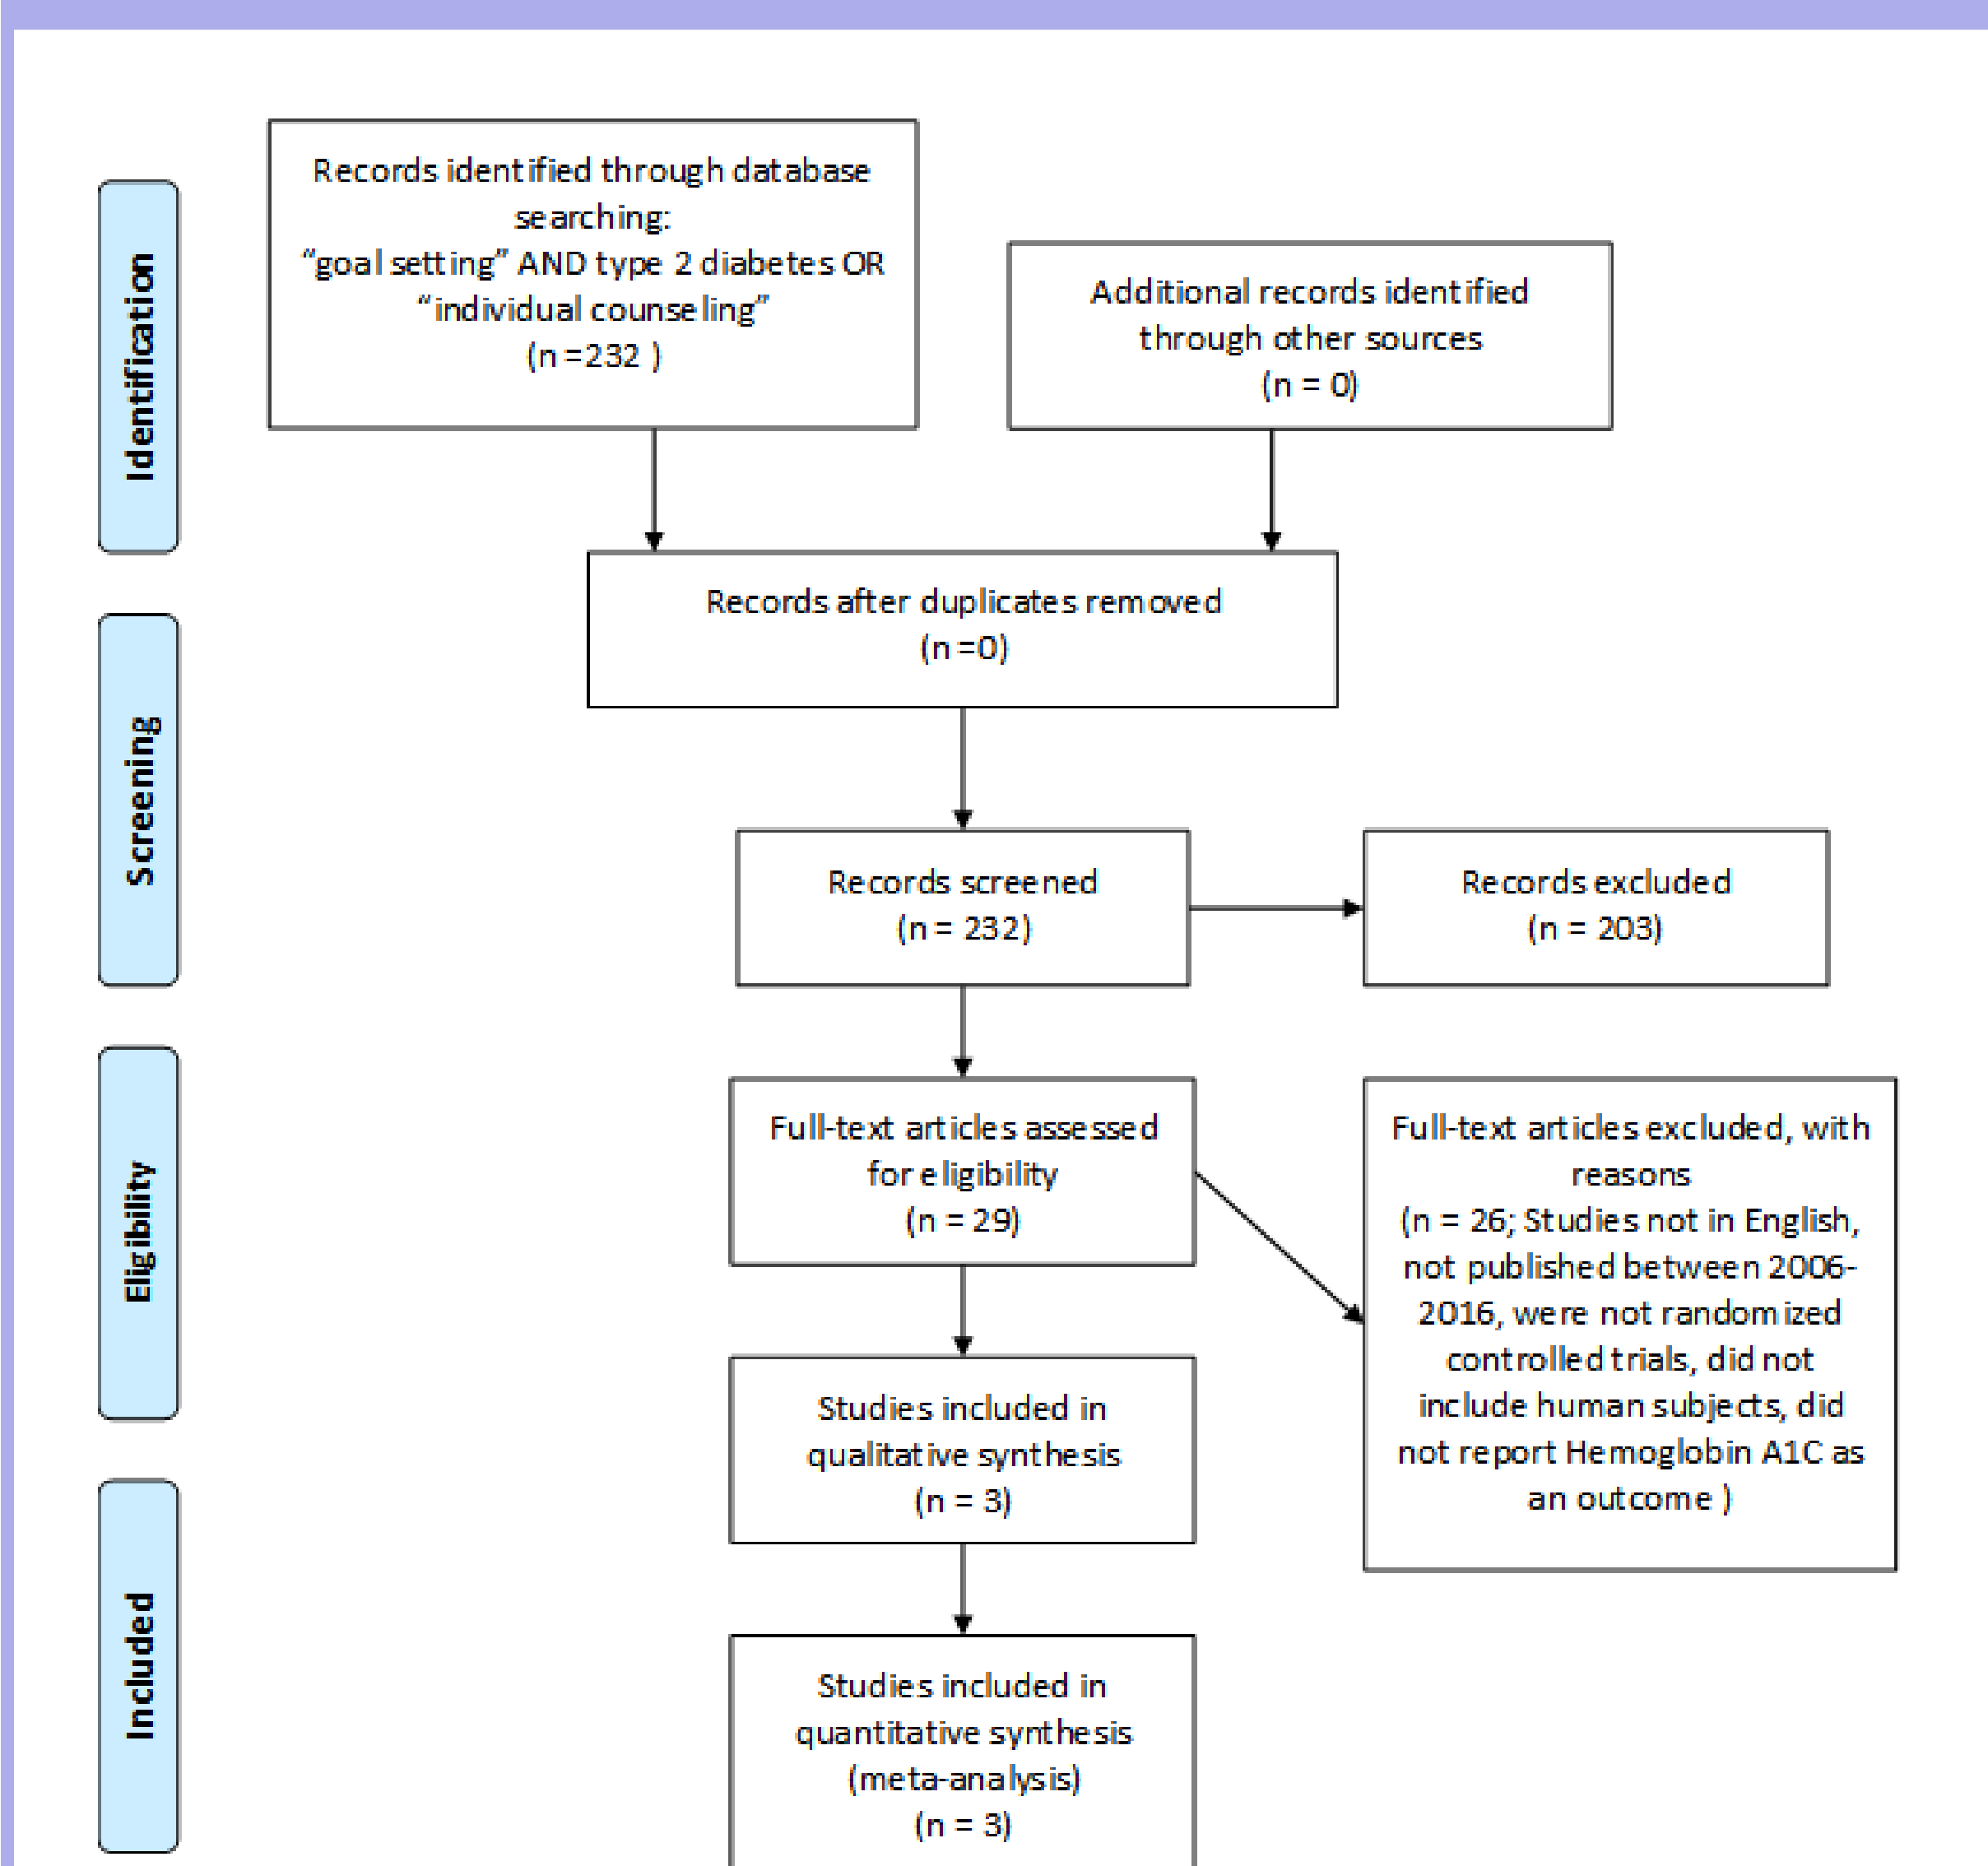 Identification
Records identified through database
searching:
“goal setting” AND type 2 diabetes OR
“individual counseling”
(n =232 )
Additional records identified
through other sources
(n = 0)
Records after duplicates removed
(n =0)
Screening
Records screened
(n = 232)
Records excluded
(n = 203)
Eligibility
Full-text articles assessed
for eligibility
(n = 29)
Full-text articles excluded, with
reasons
(n = 26; Studies not in English,
not published between 2006-
2016, were not randomized
controlled trials, did not
include human subjects, did
not report Hemoglobin A1C as
an outcome )
Studies included in
qualitative synthesis
(n = 3)
Included
Studies included in
quantitative synthesis
(meta-analysis)
(n = 3)